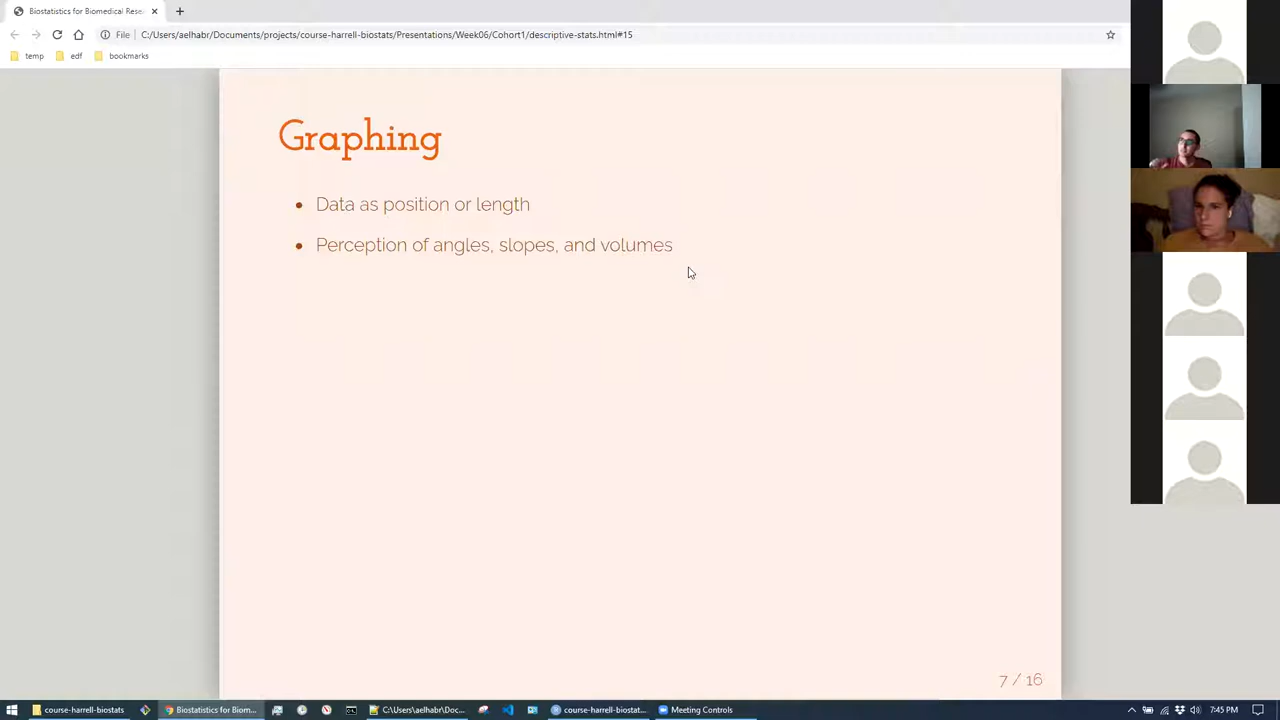 Biostatistics for Biomedical Rese
File
C:/Users/aelhabr/Documents/projects/course-harrell-biostats/Presentations/Week06/Cohort1/descriptive-stats.html#15
temp
edf
bookmarks
Graphing
Data as position or length
Perception of angles, slopes, and volumes
7 / 16
course-harrell-biostats
Biostatistics for Biom...
C:\Users\aelhabr\Doc...
course-harrell-biostat...
Meeting Controls
7:45 PM